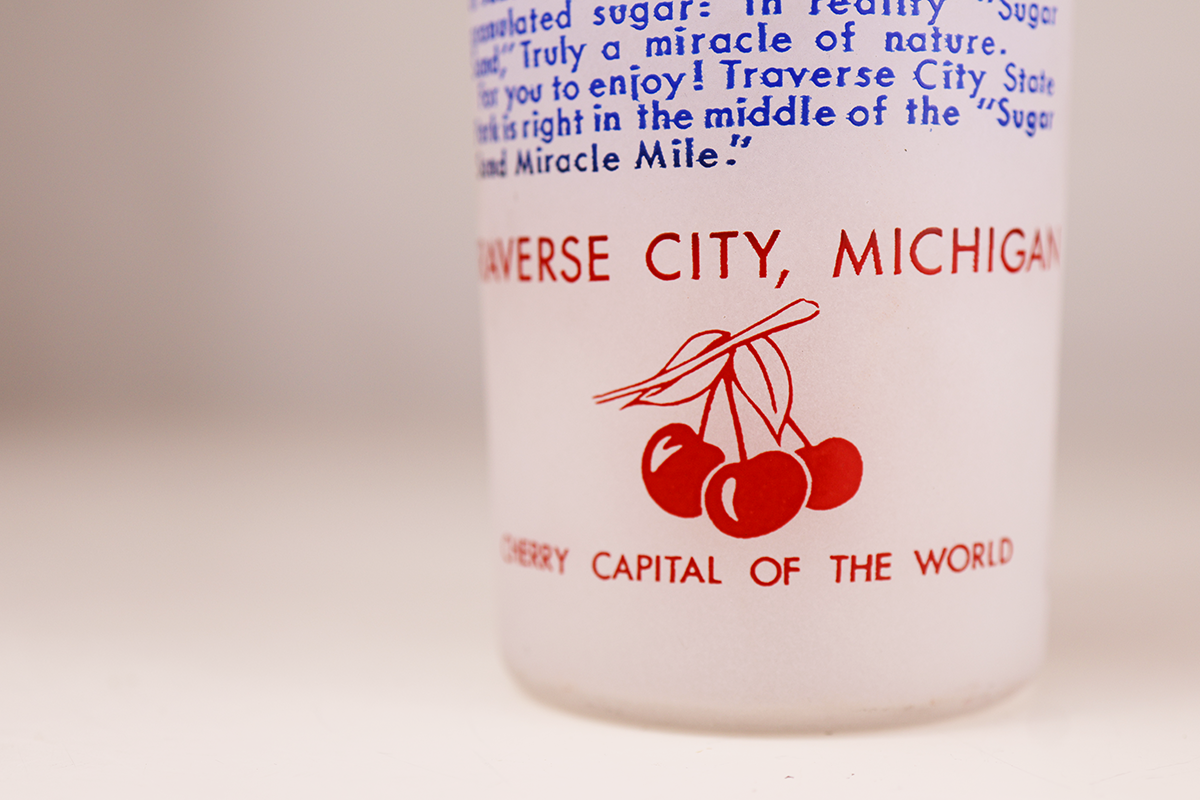 granulated sugar: in reality "Sugar
Sand," Truly a miracle of nature.
for you to enjoy! Traverse City State
Park is right in the middle of the "Sugar
Sand Miracle Mile."
TRAVERSE CITY, MICHIGAN
CHERRY CAPITAL OF THE WORLD